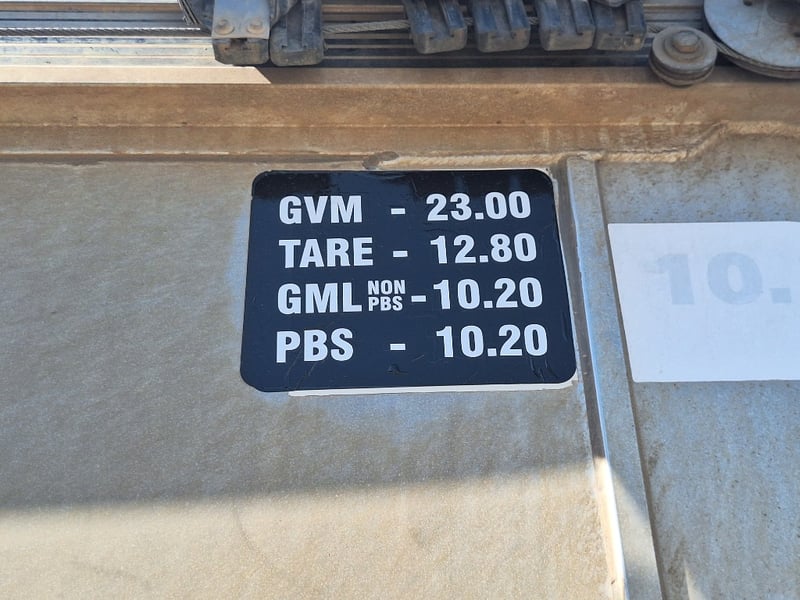 GVM - 23.00
TARE - 12.80
GML NON PBS - 10.20
PBS - 10.20
10.